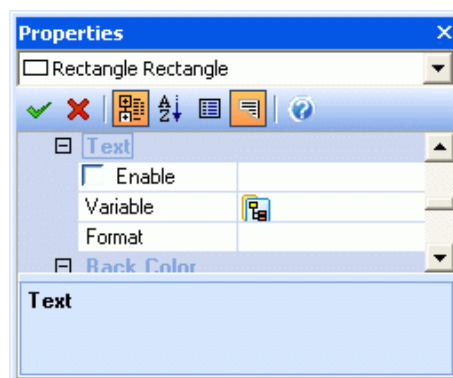 Properties
Rectangle Rectangle
Text
Enable
Variable
Format
Back Color
Text